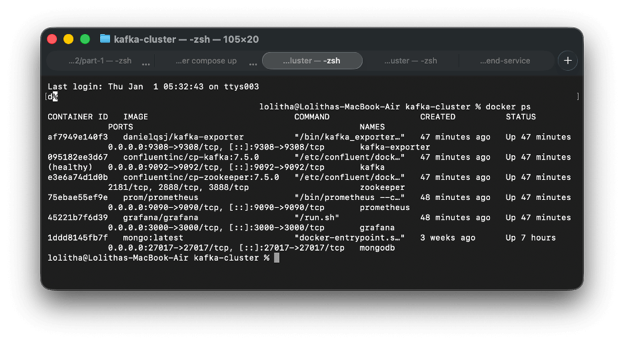 kafka-cluster — -zsh — 105×20
...2/part-1 — -zsh ... ...er compose up ... ...luster — -zsh ...uster — -zsh ...end-service +
Last login: Thu Jan 1 05:32:43 on ttys003
d%
lolitha@Lolithas-MacBook-Air kafka-cluster % docker ps
CONTAINER ID IMAGE COMMAND CREATED STATUS
PORTS NAMES
af7949e140f3 danielqsj/kafka-exporter "/bin/kafka_exporter…" 47 minutes ago Up 47 minutes
0.0.0.0:9308->9308/tcp, [::]:9308->9308/tcp kafka-exporter
095182ee3d67 confluentinc/cp-kafka:7.5.0 "/etc/confluent/dock…" 47 minutes ago Up 47 minutes
(healthy) 0.0.0.0:9092->9092/tcp, [::]:9092->9092/tcp kafka
e3e6a74d1d0b confluentinc/cp-zookeeper:7.5.0 "/etc/confluent/dock…" 47 minutes ago Up 47 minutes
2181/tcp, 2888/tcp, 3888/tcp zookeeper
75ebae55ef9e prom/prometheus "/bin/prometheus --c…" 48 minutes ago Up 47 minutes
0.0.0.0:9090->9090/tcp, [::]:9090->9090/tcp prometheus
45221b7f6d39 grafana/grafana "/run.sh" 48 minutes ago Up 47 minutes
0.0.0.0:3000->3000/tcp, [::]:3000->3000/tcp grafana
1ddd8145fb7f mongo:latest "docker-entrypoint.s…" 3 weeks ago Up 7 hours
0.0.0.0:27017->27017/tcp, [::]:27017->27017/tcp mongodb
lolitha@Lolithas-MacBook-Air kafka-cluster %